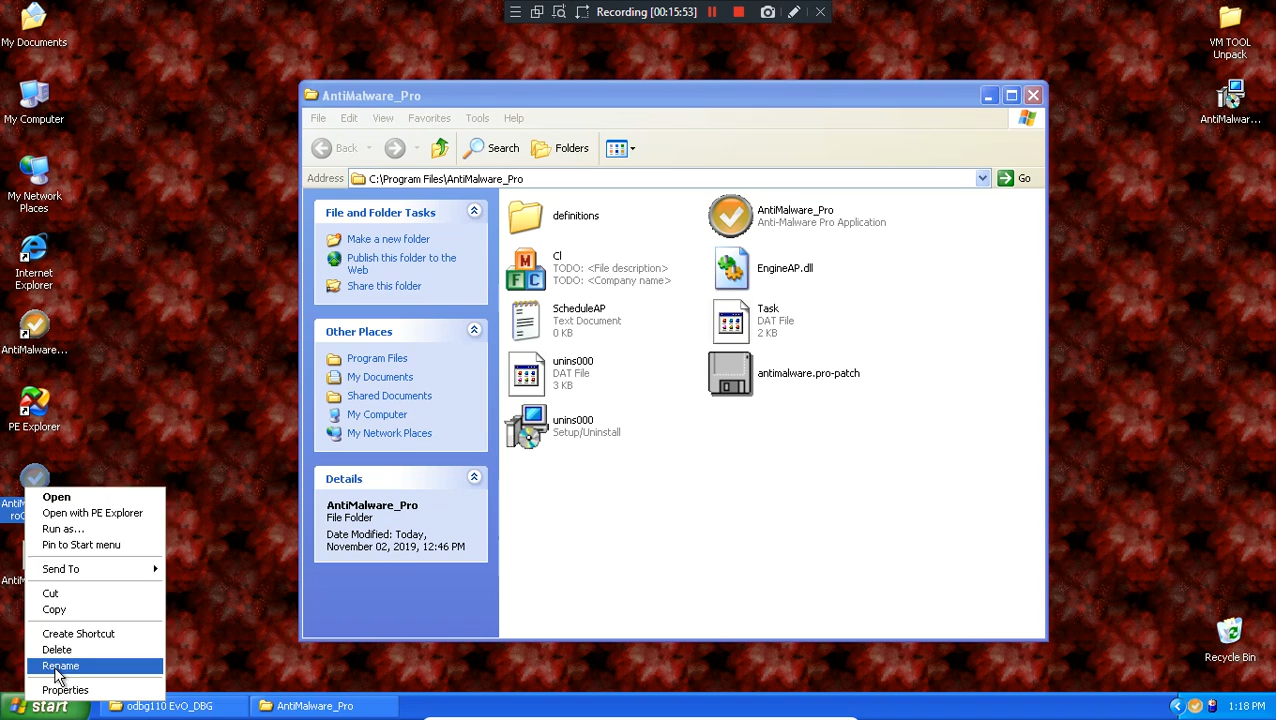 Recording [00:15:53]
My Documents
My Computer
My Network
Places
Internet
Explorer
AntiMalware...
PE Explorer
VM TOOL
Unpack
AntiMalwar...
Recycle Bin
AntiMalware_Pro
File Edit View Favorites Tools Help
Back Search Folders
Address C:\Program Files\AntiMalware_Pro Go
File and Folder Tasks
Make a new folder
Publish this folder to the
Web
Share this folder
Other Places
Program Files
My Documents
Shared Documents
My Computer
My Network Places
Details
AntiMalware_Pro
File Folder
Date Modified: Today,
November 02, 2019, 12:46 PM
definitions
AntiMalware_Pro
Anti-Malware Pro Application
Cl
TODO: <File description>
TODO: <Company name>
EngineAP.dll
ScheduleAP
Text Document
0 KB
Task
DAT File
2 KB
unins000
DAT File
3 KB
antimalware.pro-patch
unins000
Setup/Uninstall
Open
Open with PE Explorer
Run as...
Pin to Start menu
Send To
Cut
Copy
Create Shortcut
Delete
Rename
Properties
start odbg110 EvO_DBG AntiMalware_Pro 1:18 PM